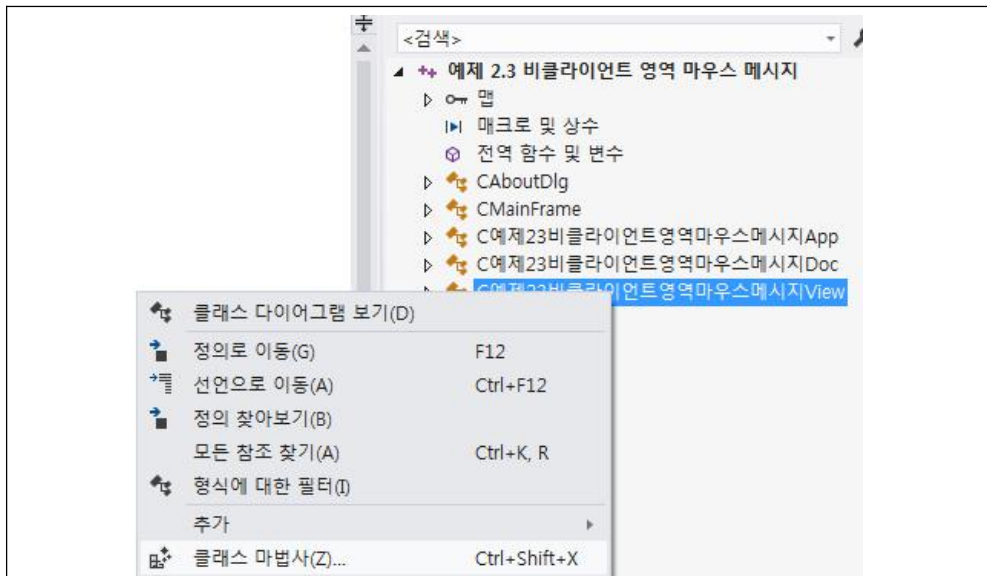 <검색>
예제 2.3 비클라이언트 영역 마우스 메시지
맵
매크로 및 상수
전역 함수 및 변수
CAboutDlg
CMainFrame
C예제23비클라이언트영역마우스메시지App
C예제23비클라이언트영역마우스메시지Doc
C예제23비클라이언트영역마우스메시지View
클래스 다이어그램 보기(D)
정의로 이동(G) F12
선언으로 이동(A) Ctrl+F12
정의 찾아보기(B)
모든 참조 찾기(A) Ctrl+K, R
형식에 대한 필터(I)
추가
클래스 마법사(Z)... Ctrl+Shift+X